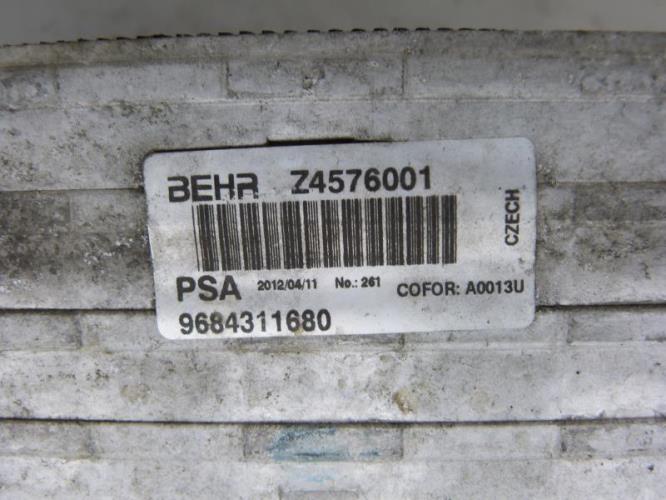 BEHR Z4576001
CZECH
PSA 2012/04/11 No.: 261 COFOR: A0013U
9684311680